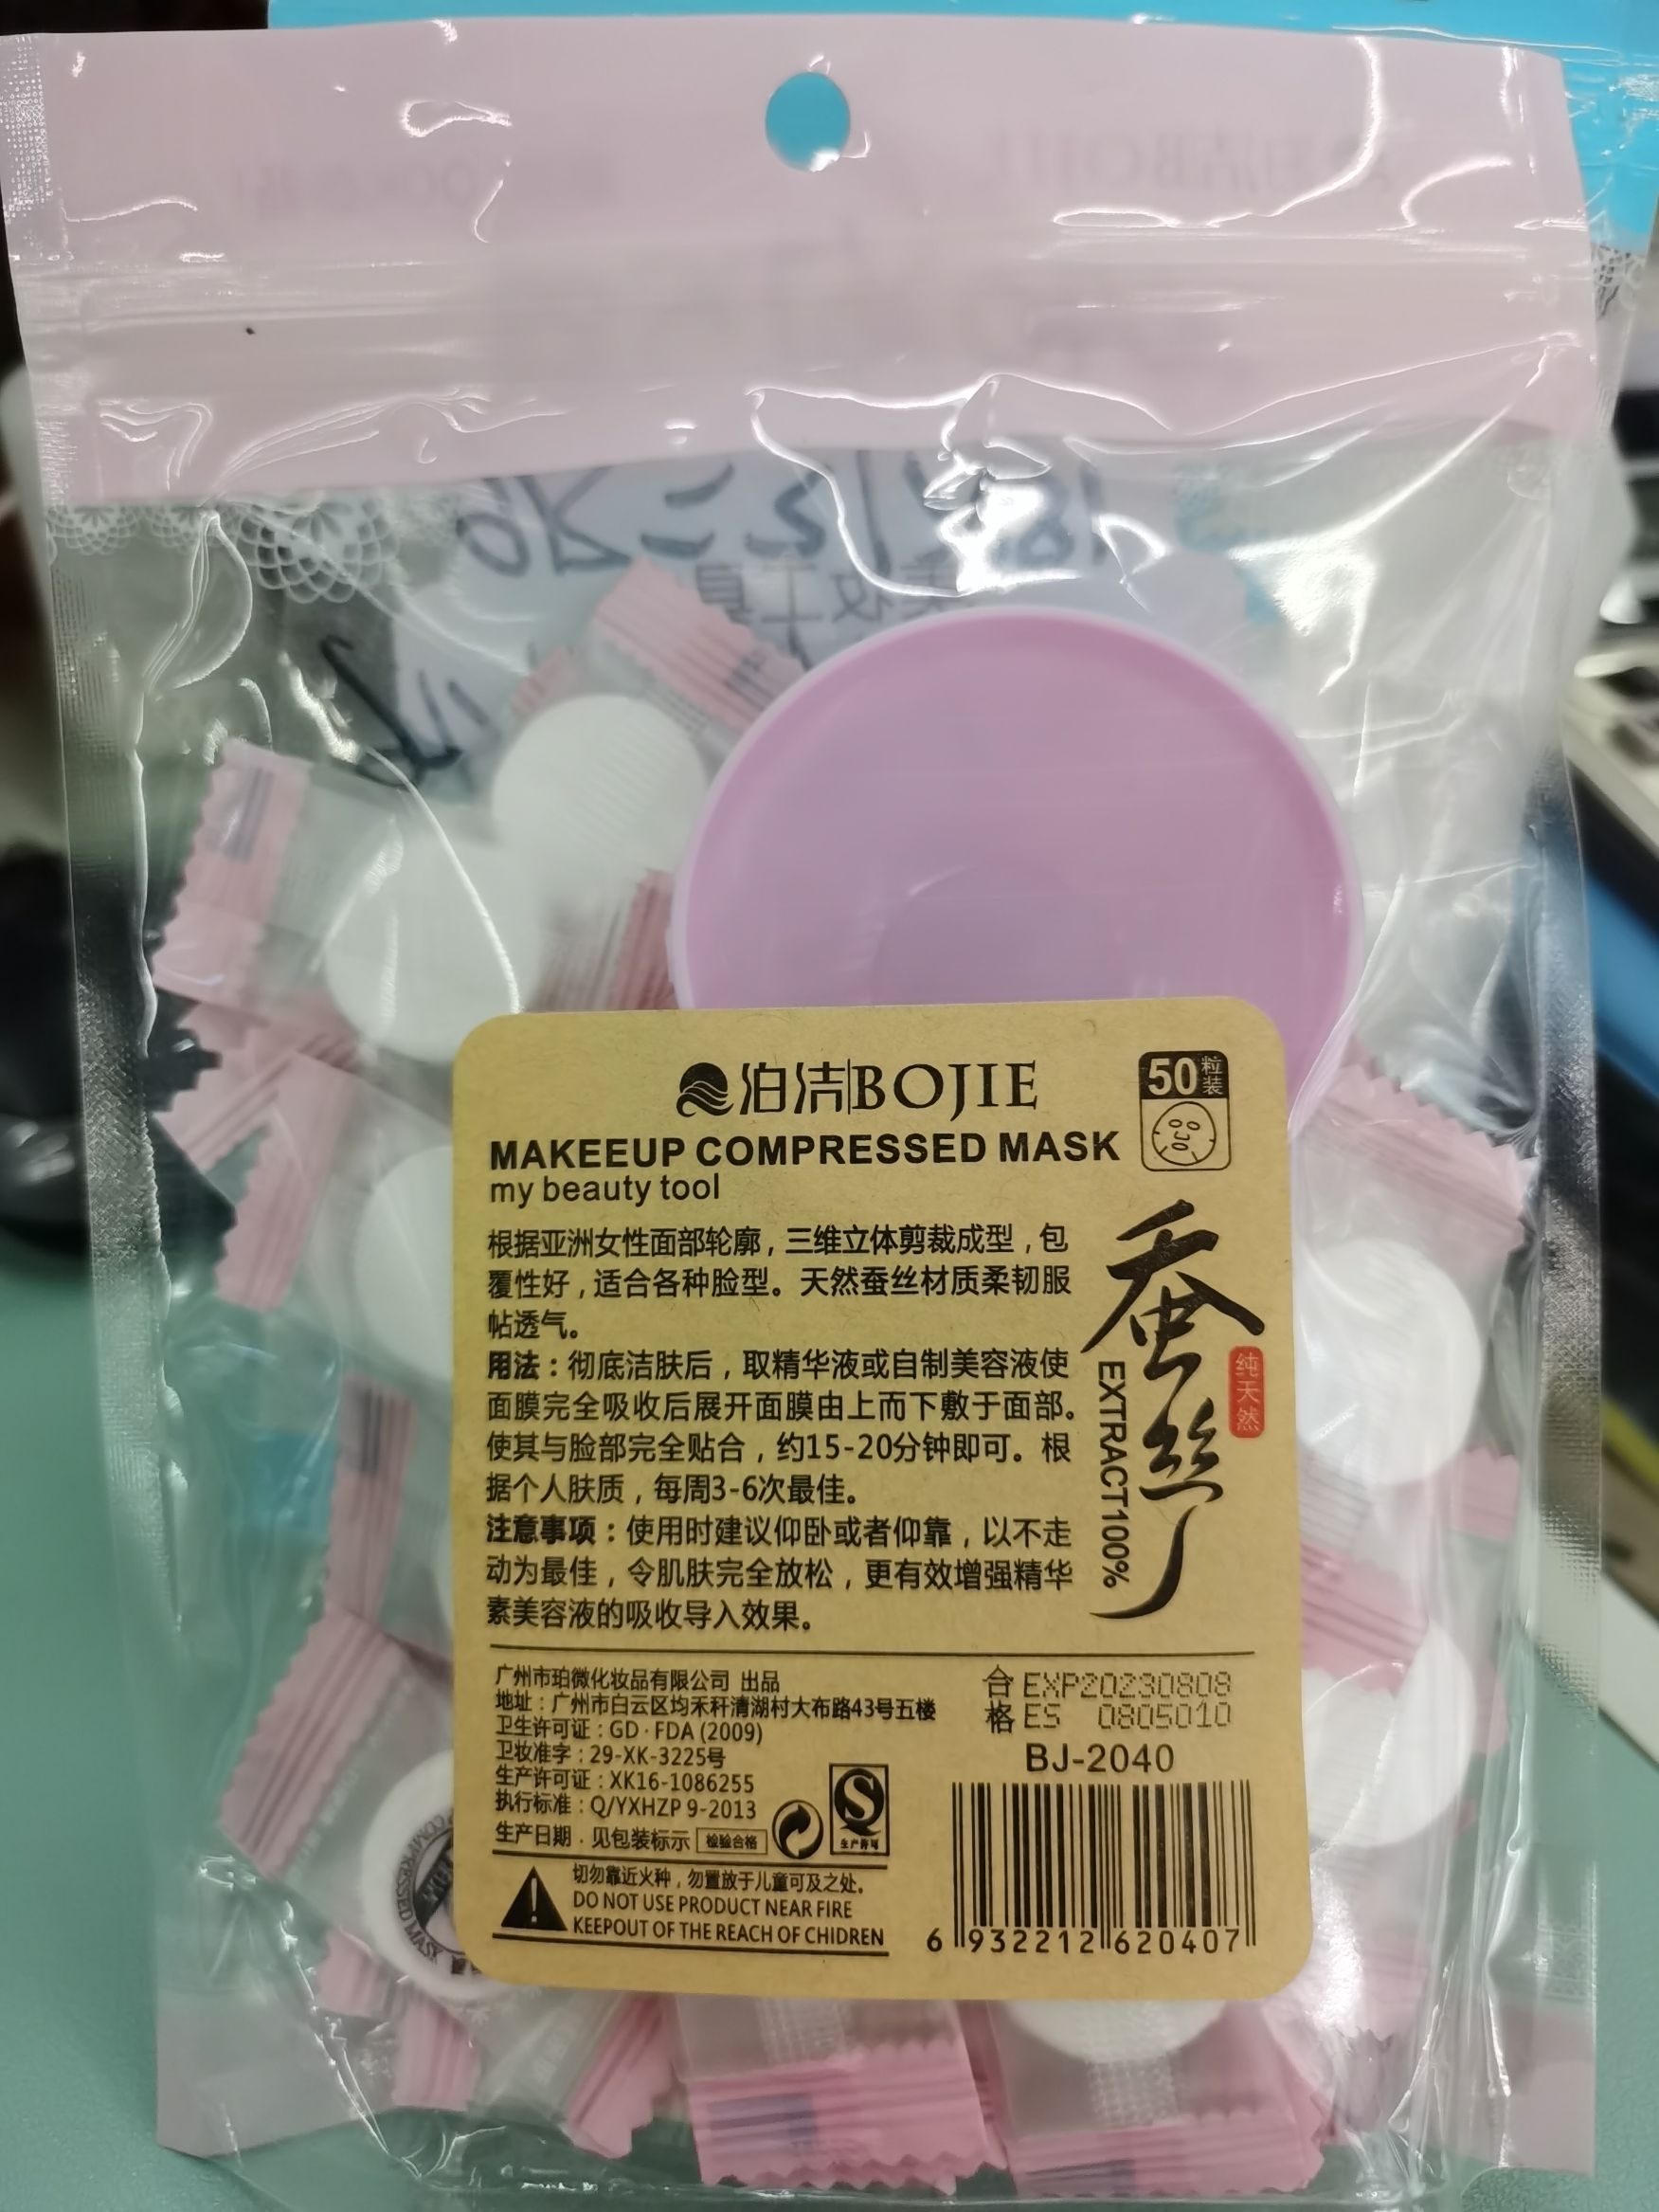 泊洁BOJIE
50粒装
MAKEEUP COMPRESSED MASK
my beauty tool
根据亚洲女性面部轮廓，三维立体剪裁成型，包
覆性好，适合各种脸型。天然蚕丝材质柔韧服
帖透气。
用法：彻底洁肤后，取精华液或自制美容液使
面膜完全吸收后展开面膜由上而下敷于面部。
使其与脸部完全贴合，约15-20分钟即可。根
据个人肤质，每周3-6次最佳。
注意事项：使用时建议仰卧或者仰靠，以不走
动为最佳，令肌肤完全放松，更有效增强精华
素美容液的吸收导入效果。
蚕丝
纯天然
EXTRACT100%
广州市珀微化妆品有限公司 出品
地址：广州市白云区均禾秆清湖村大布路43号五楼
卫生许可证：GD·FDA (2009)
卫妆准字：29-XK-3225号
生产许可证：XK16-1086255
执行标准：Q/YXHZP 9-2013
生产日期．见包装标示 检验合格
生产许可
切勿靠近火种，勿置放于儿童可及之处。
DO NOT USE PRODUCT NEAR FIRE
KEEPOUT OF THE REACH OF CHIDREN
合格
EXP20230808
ES 0805010
BJ-2040
6 932212 620407
COMPRESSED MASK